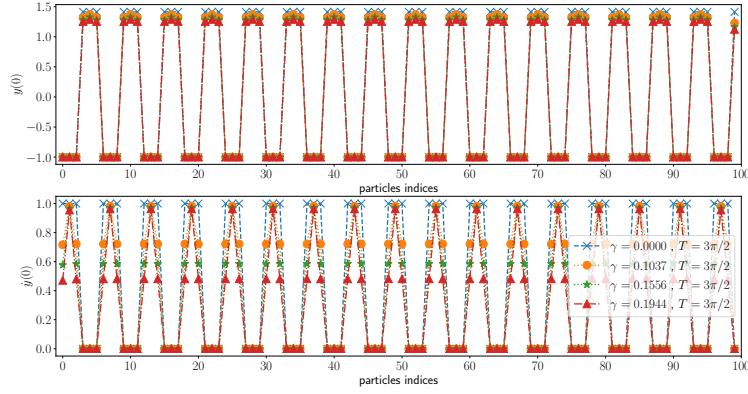 1.5
1.0
0.5
0.0
−0.5
−1.0
y(0)
0 10 20 30 40 50 60 70 80 90 100
particles indices
1.0
0.8
0.6
0.4
0.2
0.0
ẏ(0)
γ = 0.0000 , T = 3π/2
γ = 0.1037 , T = 3π/2
γ = 0.1556 , T = 3π/2
γ = 0.1944 , T = 3π/2
0 10 20 30 40 50 60 70 80 90 100
particles indices